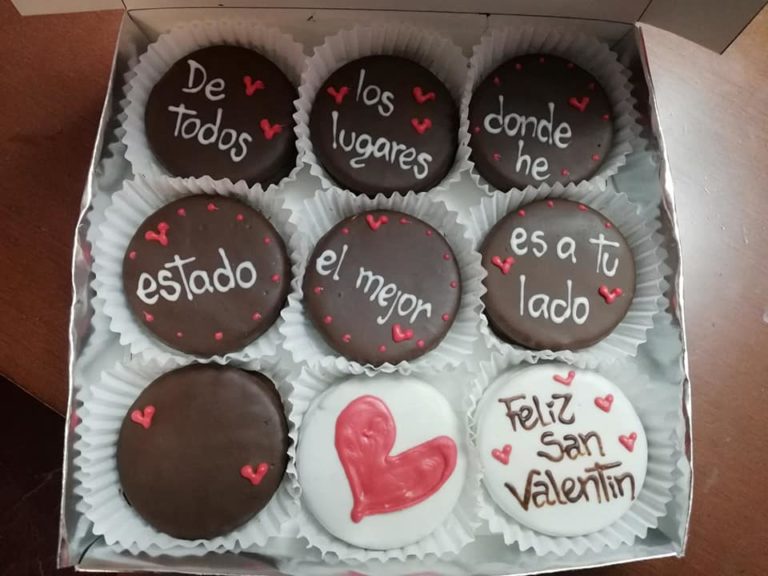 De
Todos
los
lugares
donde
he
estado
el mejor
es a tu
lado
Feliz
San
Valentin